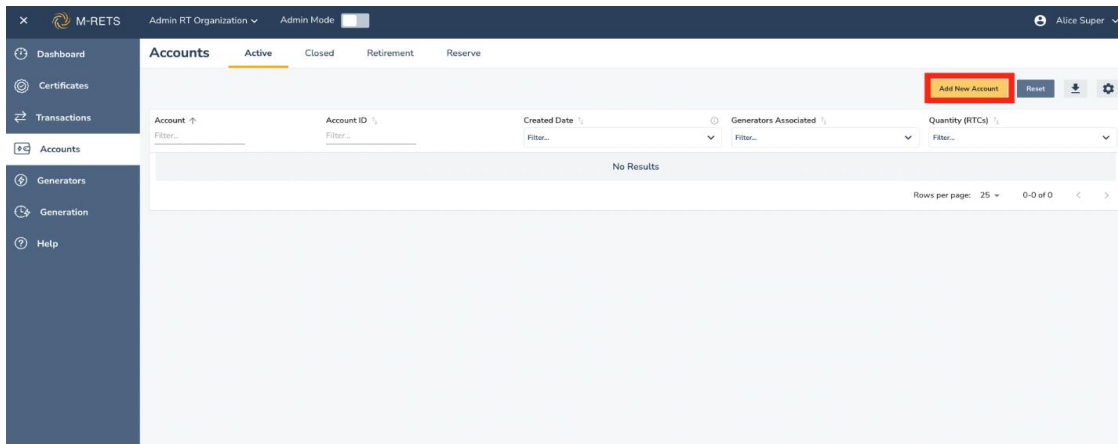 M-RETS Admin RT Organization Admin Mode Alice Super
Dashboard
Certificates
Transactions
Accounts
Generators
Generation
Help
Accounts Active Closed Retirement Reserve
Add New Account Reset
Account Account ID Created Date Generators Associated Quantity (RTCs)
Filter... Filter... Filter... Filter... Filter...
No Results
Rows per page: 25 0-0 of 0